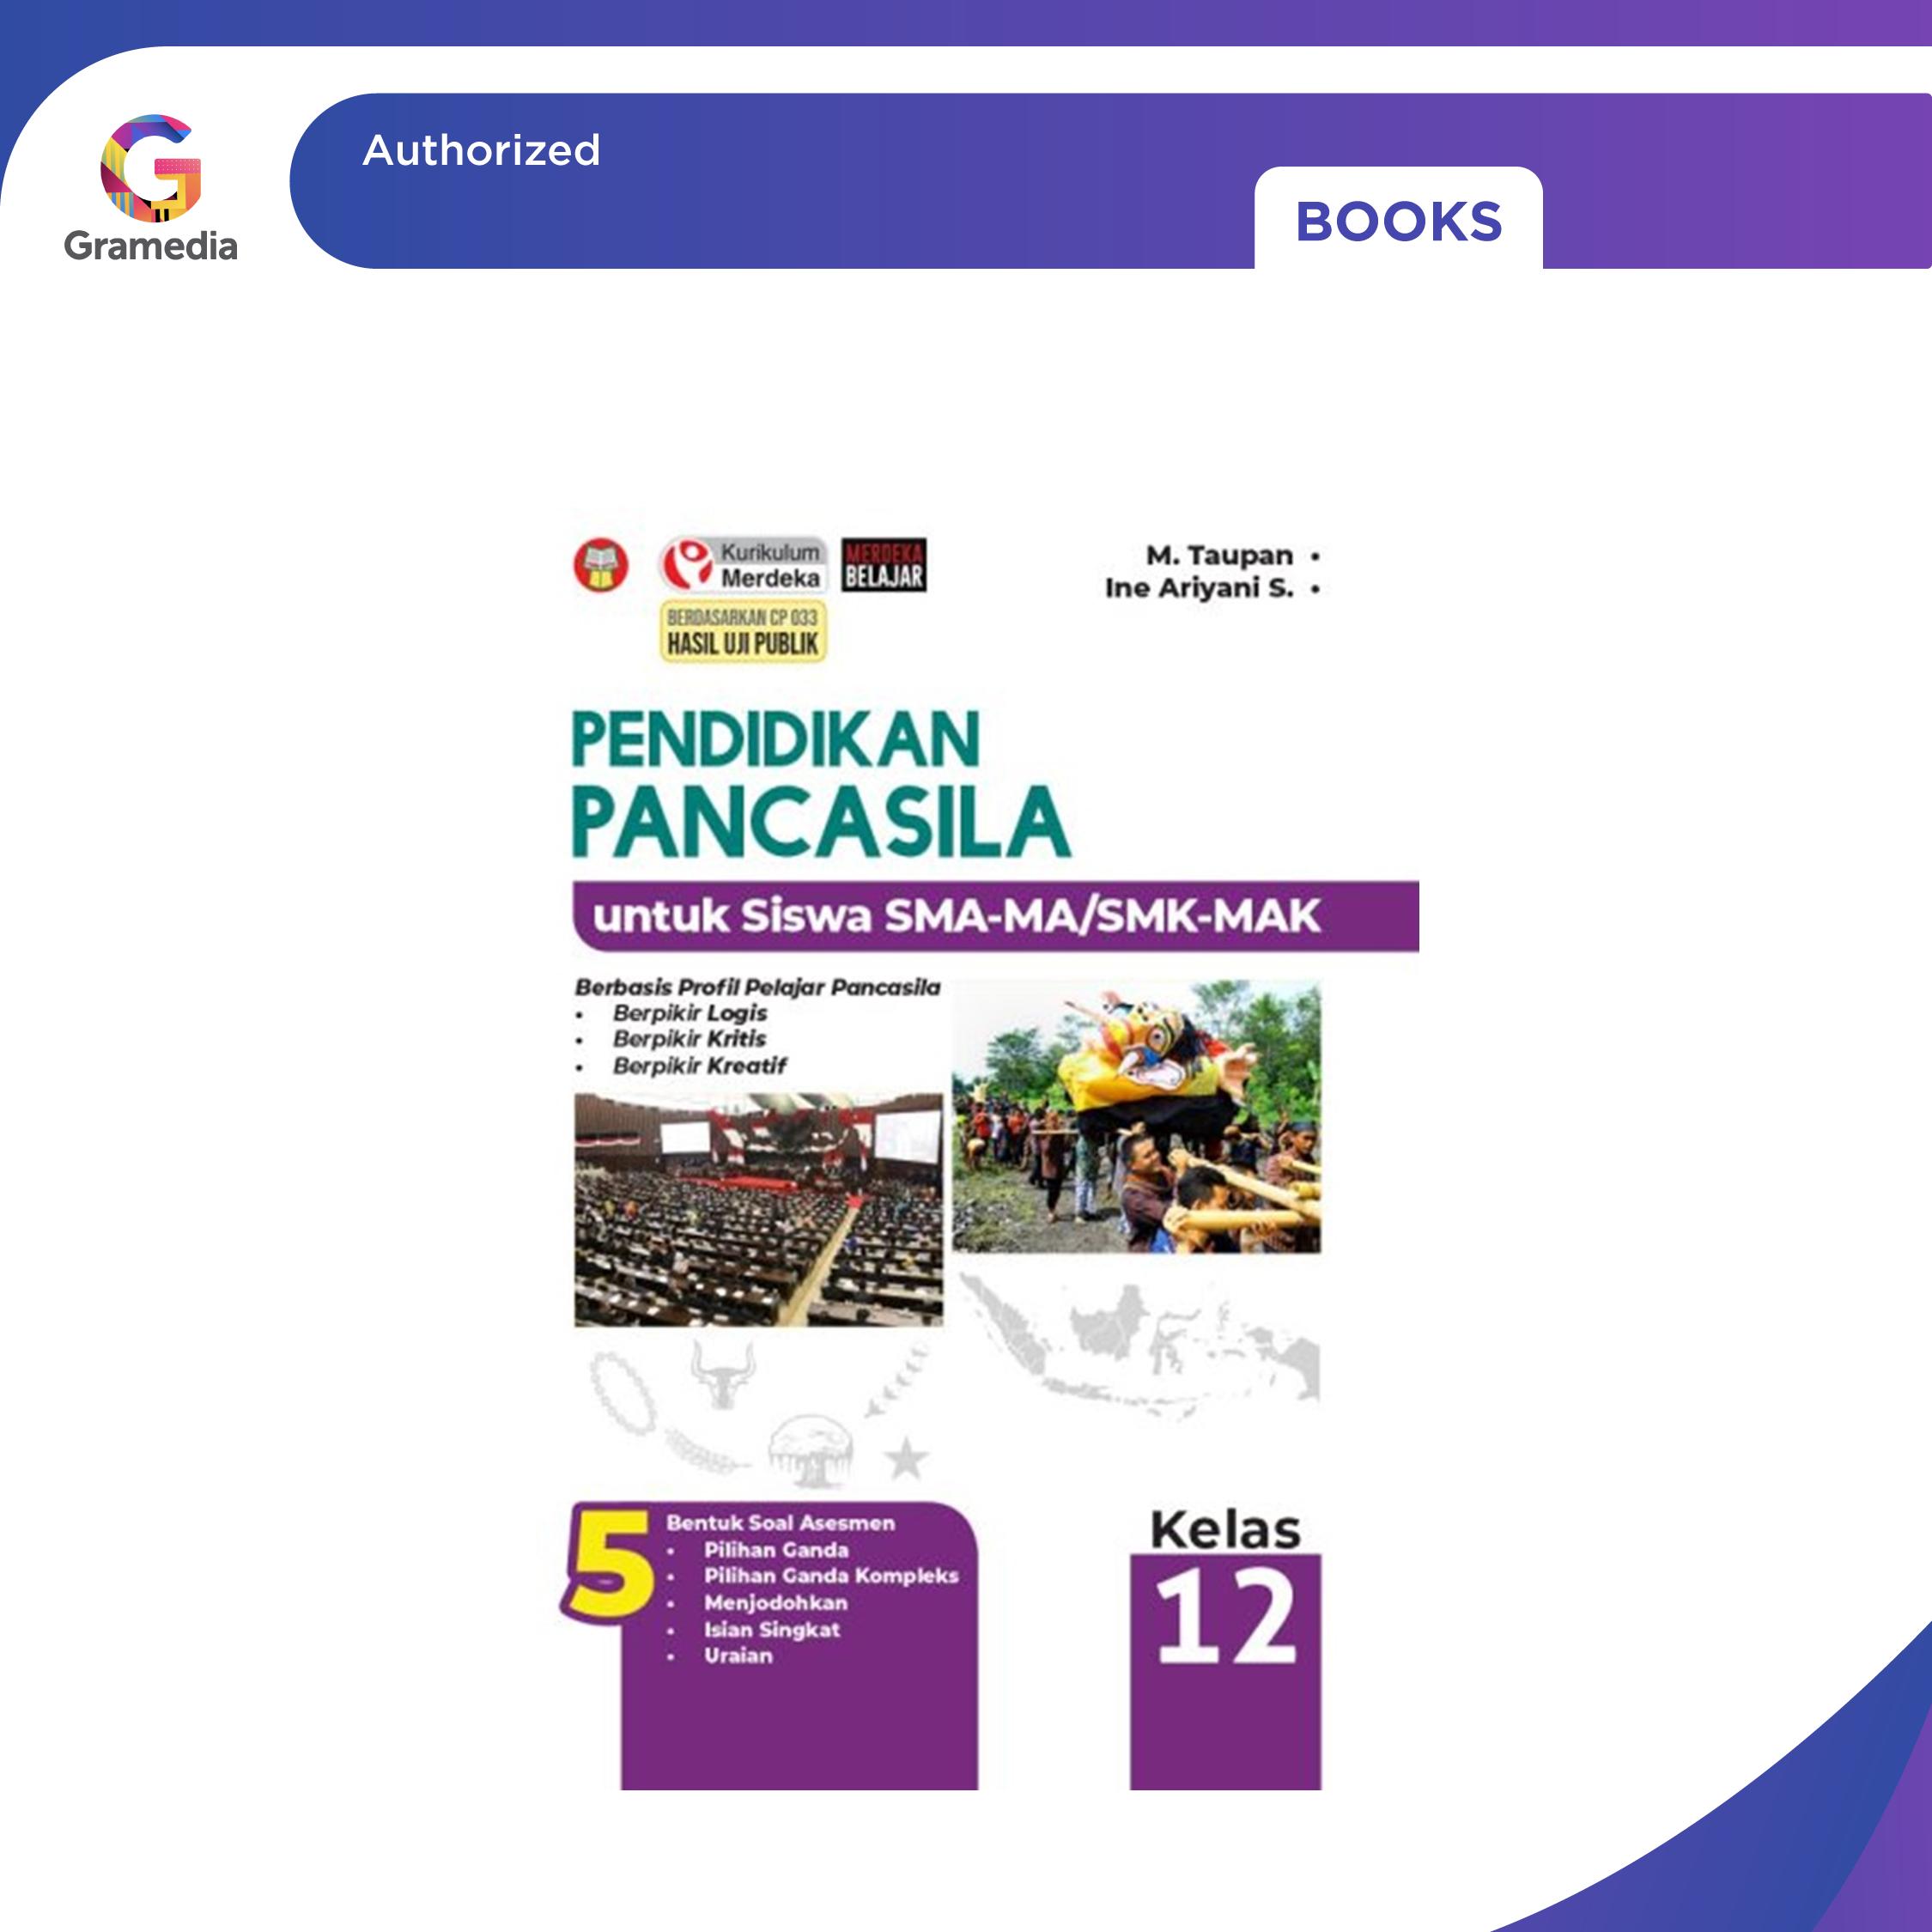 Gramedia
Authorized
BOOKS
Kurikulum
Merdeka
MERDEKA
BELAJAR
BERDASARKAN CP 033
HASIL UJI PUBLIK
M. Taupan •
Ine Ariyani S. •
PENDIDIKAN
PANCASILA
untuk Siswa SMA-MA/SMK-MAK
Berbasis Profil Pelajar Pancasila
• Berpikir Logis
• Berpikir Kritis
• Berpikir Kreatif
5 Bentuk Soal Asesmen
• Pilihan Ganda
• Pilihan Ganda Kompleks
• Menjodohkan
• Isian Singkat
• Uraian
Kelas
12